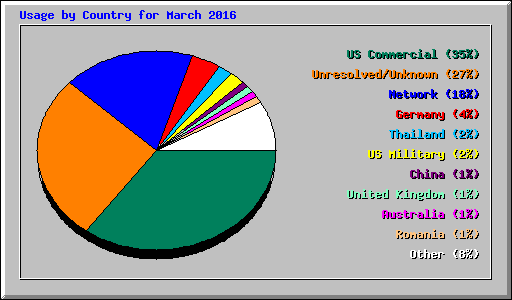 Usage by Country for March 2016
US Commercial (35%)
Unresolved/Unknown (27%)
Network (18%)
Germany (4%)
Thailand (2%)
US Military (2%)
China (1%)
United Kingdom (1%)
Australia (1%)
Romania (1%)
Other (8%)